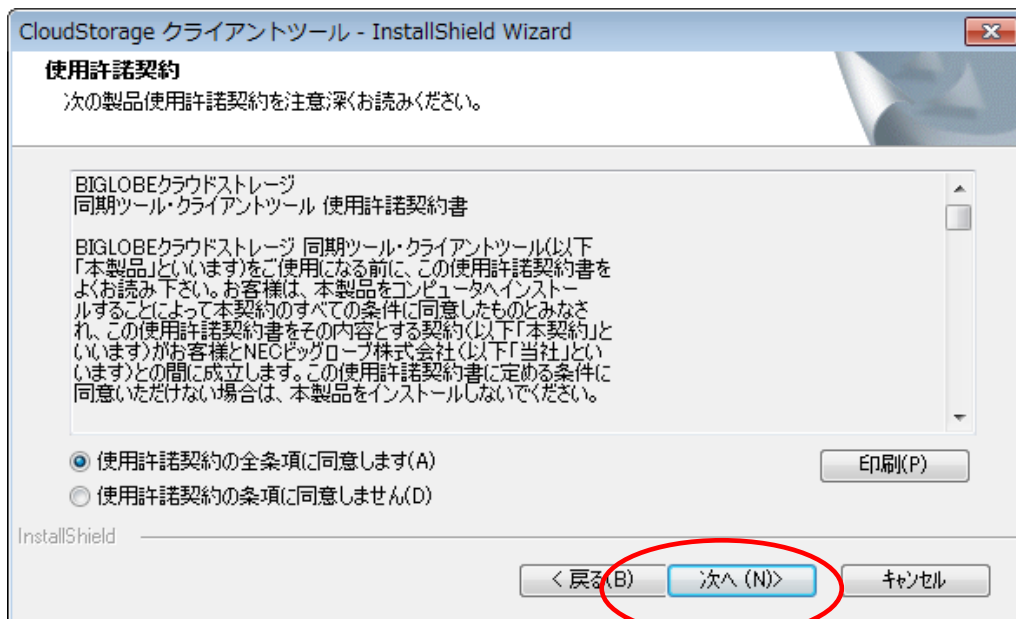 CloudStorage クライアントツール - InstallShield Wizard
使用許諾契約
次の製品使用許諾契約を注意深くお読みください。
BIGLOBEクラウドストレージ
同期ツール・クライアントツール 使用許諾契約書
BIGLOBEクラウドストレージ 同期ツール・クライアントツール(以下
「本製品」といいます)をご使用になる前に、この使用許諾契約書を
よくお読み下さい。お客様は、本製品をコンピュータへインストー
ルすることによって本契約のすべての条件に同意したものとみなさ
れ、この使用許諾契約書をその内容とする契約(以下「本契約」と
いいます)がお客様とNECビッグローブ株式会社(以下「当社」とい
います)との間に成立します。この使用許諾契約書に定める条件に
同意いただけない場合は、本製品をインストールしないでください。
使用許諾契約の全条項に同意します(A)
印刷(P)
使用許諾契約の条項に同意しません(D)
InstallShield
< 戻る(B) 次へ (N)> キャンセル